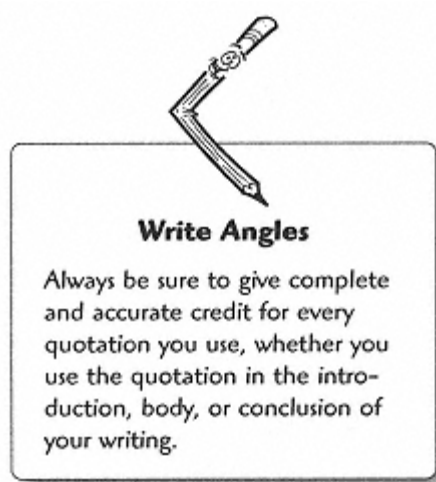 Write Angles
Always be sure to give complete
and accurate credit for every
quotation you use, whether you
use the quotation in the intro-
duction, body, or conclusion of
your writing.